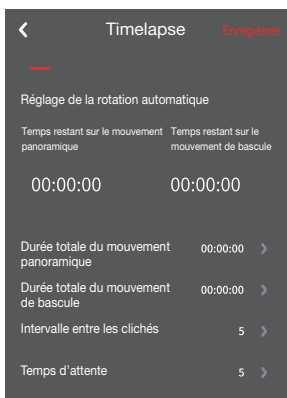 Timelapse Enregistrer
Réglage de la rotation automatique
Temps restant sur le mouvement
panoramique
Temps restant sur le
mouvement de bascule
00:00:00 00:00:00
Durée totale du mouvement
panoramique
00:00:00
Durée totale du mouvement
de bascule
00:00:00
Intervalle entre les clichés 5
Temps d'attente 5